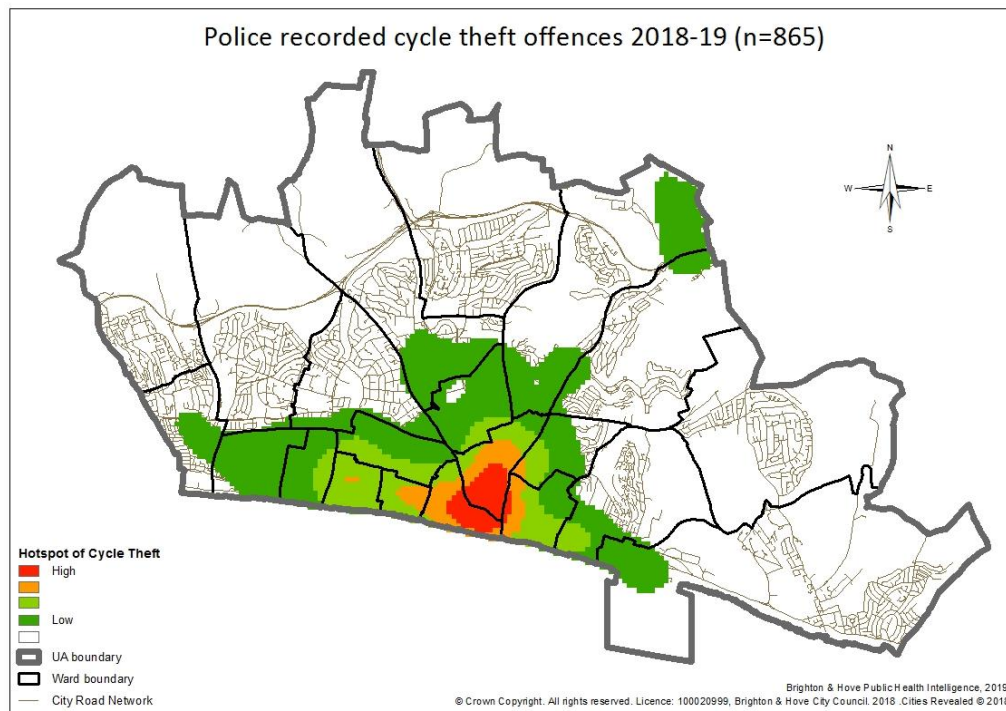 Police recorded cycle theft offences 2018-19 (n=865)
N
W E
S
Hotspot of Cycle Theft
High
Low
UA boundary
Ward boundary
City Road Network
Brighton & Hove Public Health Intelligence, 2019
© Crown Copyright. All rights reserved. Licence: 100020999, Brighton & Hove City Council. 2018 .Cities Revealed © 2018